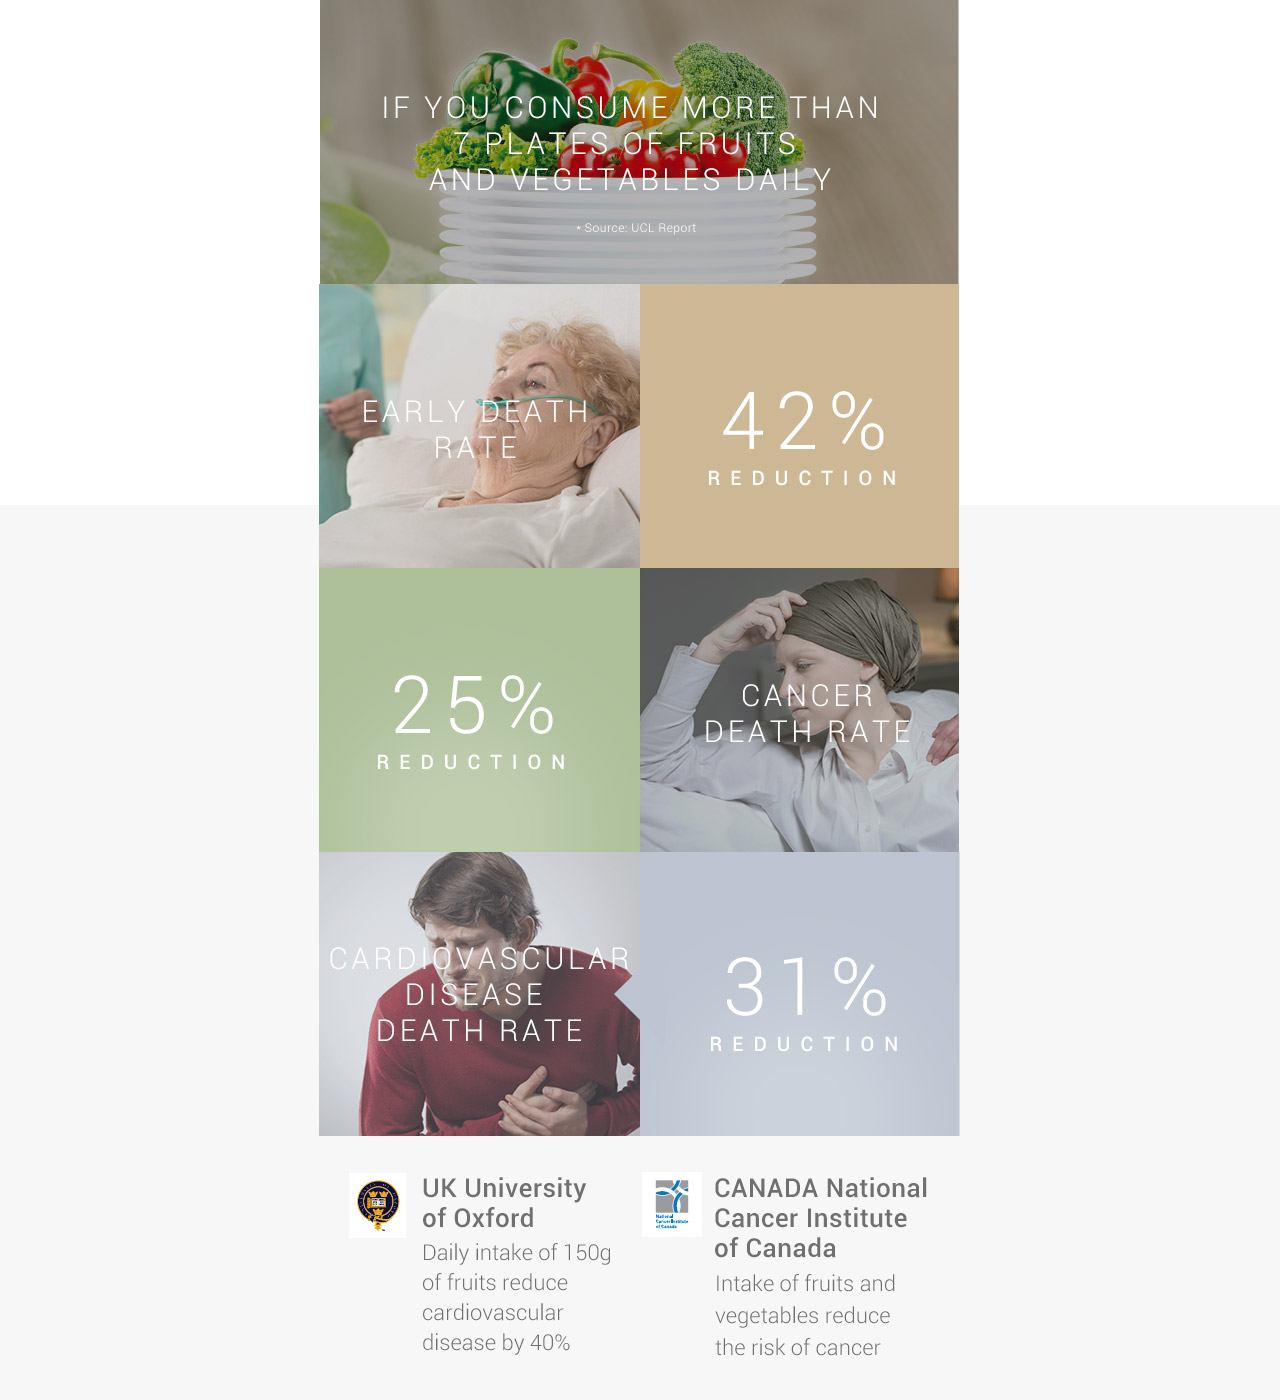 IF YOU CONSUME MORE THAN
7 PLATES OF FRUITS
AND VEGETABLES DAILY
* Source: UCL Report
EARLY DEATH
RATE
42%
REDUCTION
25%
REDUCTION
CANCER
DEATH RATE
CARDIOVASCULAR
DISEASE
DEATH RATE
31%
REDUCTION
UK University
of Oxford
Daily intake of 150g
of fruits reduce
cardiovascular
disease by 40%
National
Cancer Institute
of Canada
CANADA National
Cancer Institute
of Canada
Intake of fruits and
vegetables reduce
the risk of cancer